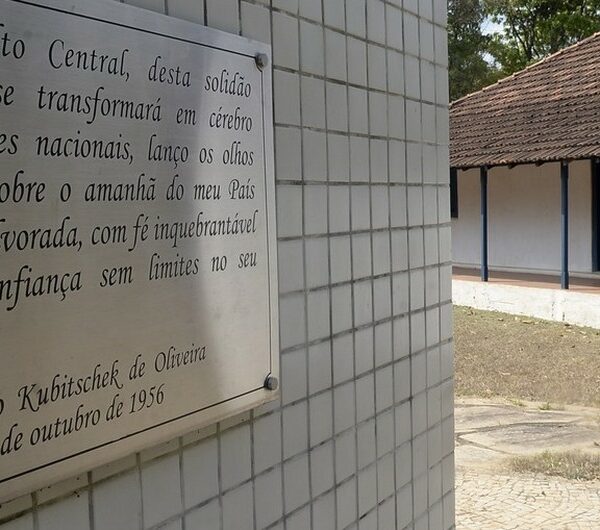 to Central, desta solidão
se transformará em cérebro
es nacionais, lanço os olhos
obre o amanhã do meu País
vorada, com fé inquebrantável
nfiança sem limites no seu
o Kubitschek de Oliveira
de outubro de 1956